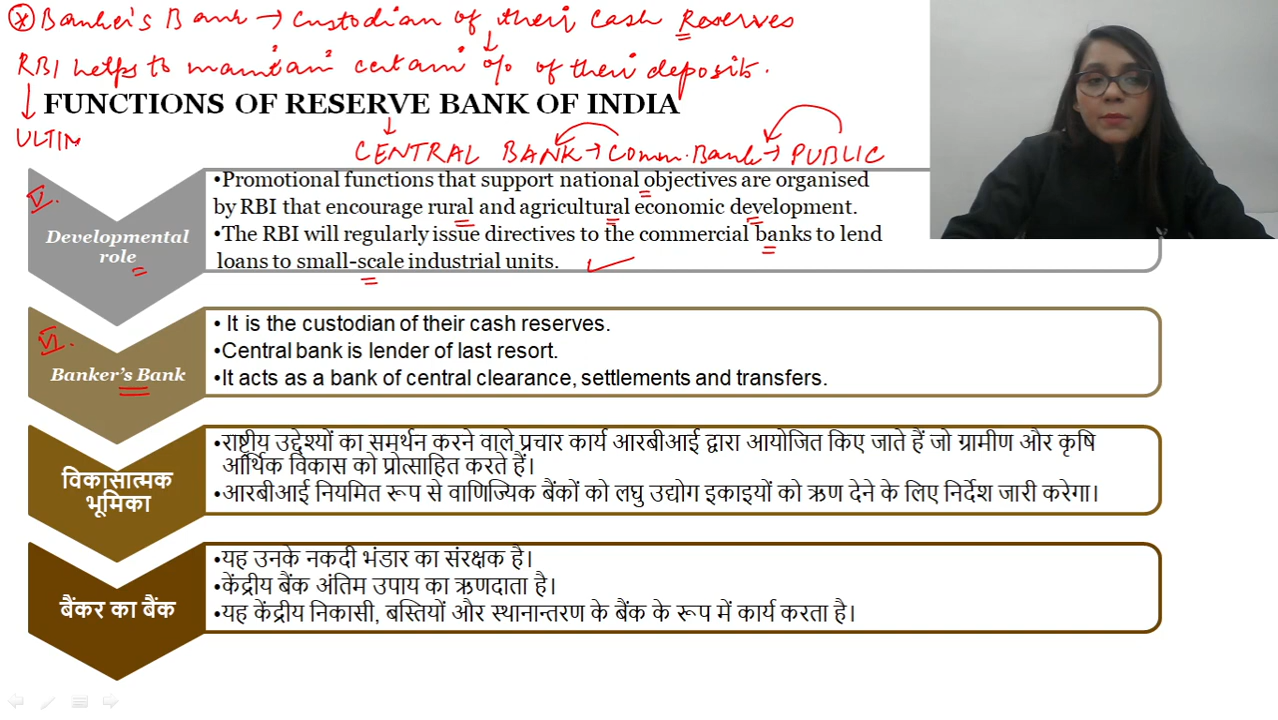 Banker's Bank → Custodian of their Cash Reserves
RBI helps to maintain certain % of their deposits.
FUNCTIONS OF RESERVE BANK OF INDIA
ULTIM
CENTRAL BANK → Comm. Bank → PUBLIC
V.
Developmental
role
• Promotional functions that support national objectives are organised
by RBI that encourage rural and agricultural economic development.
• The RBI will regularly issue directives to the commercial banks to lend
loans to small-scale industrial units.
VI.
Banker's Bank
• It is the custodian of their cash reserves.
• Central bank is lender of last resort.
• It acts as a bank of central clearance, settlements and transfers.
विकासात्मक
भूमिका
• राष्ट्रीय उद्देश्यों का समर्थन करने वाले प्रचार कार्य आरबीआई द्वारा आयोजित किए जाते हैं जो ग्रामीण और कृषि
आर्थिक विकास को प्रोत्साहित करते हैं।
• आरबीआई नियमित रूप से वाणिज्यिक बैंकों को लघु उद्योग इकाइयों को ऋण देने के लिए निर्देश जारी करेगा।
बैंकर का बैंक
• यह उनके नकदी भंडार का संरक्षक है।
• केंद्रीय बैंक अंतिम उपाय का ऋणदाता है।
• यह केंद्रीय निकासी, बस्तियों और स्थानान्तरण के बैंक के रूप में कार्य करता है।